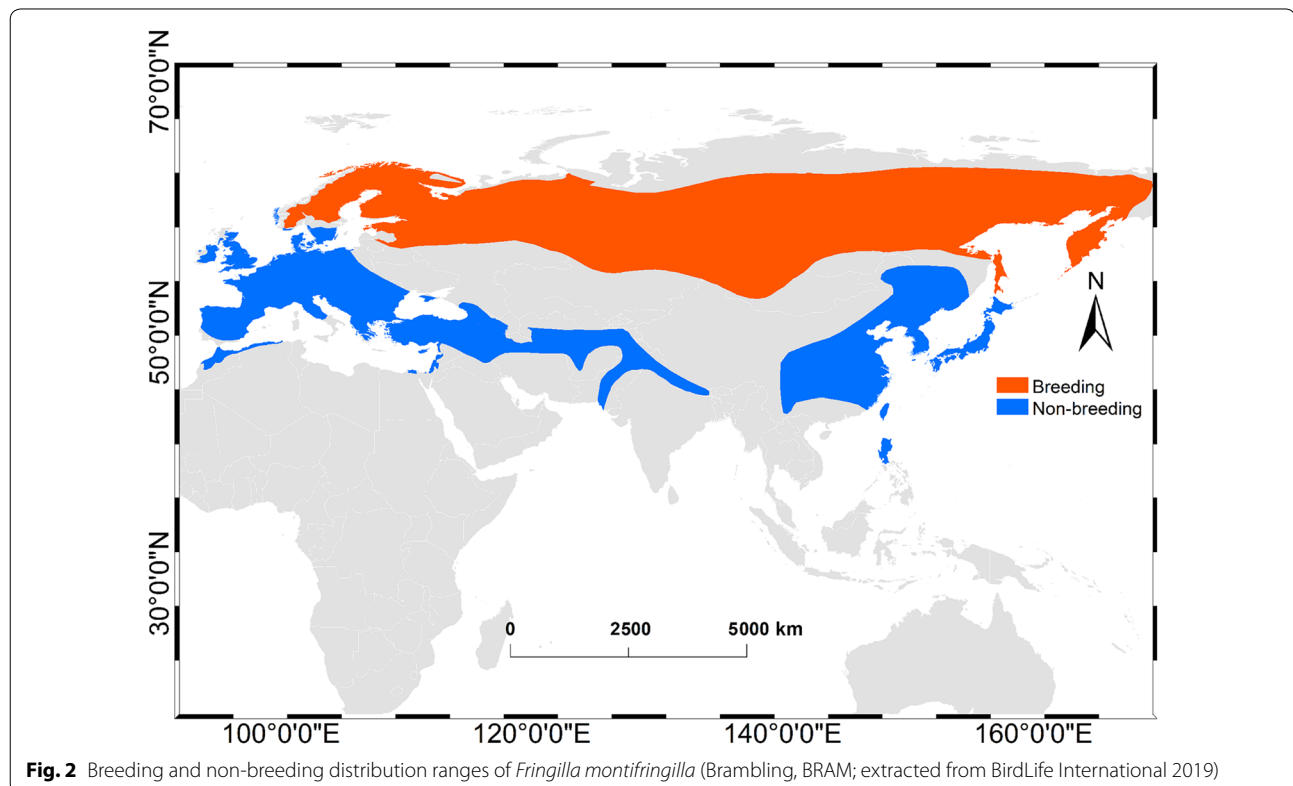 70°0'0"N
50°0'0"N
30°0'0"N
N
Breeding
Non-breeding
0 2500 5000 km
100°0'0"E 120°0'0"E 140°0'0"E 160°0'0"E
Fig. 2 Breeding and non-breeding distribution ranges of Fringilla montifringilla (Brambling, BRAM; extracted from BirdLife International 2019)